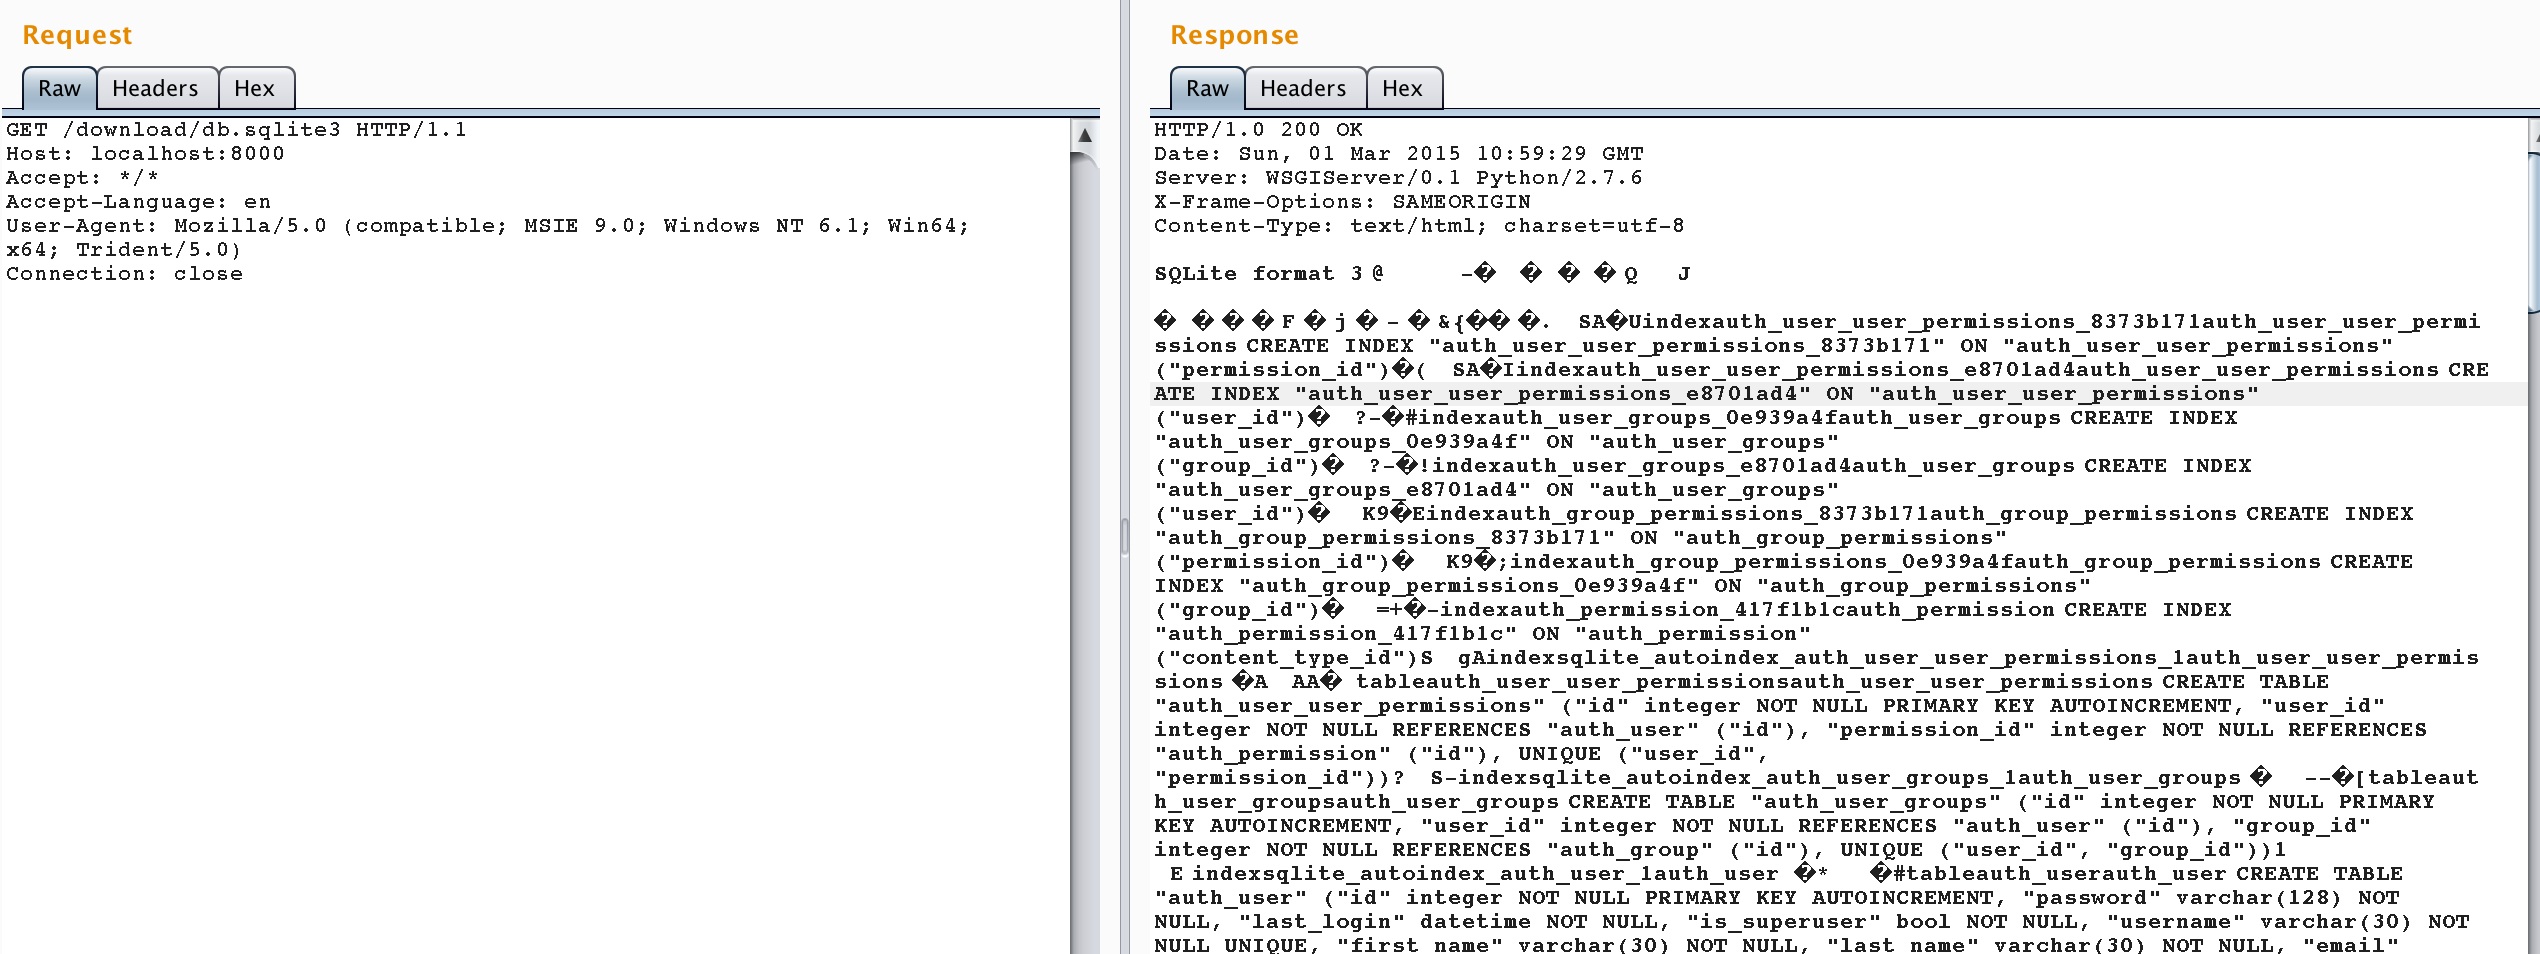 Request
Raw Headers Hex
GET /download/db.sqlite3 HTTP/1.1
Host: localhost:8000
Accept: */*
Accept-Language: en
User-Agent: Mozilla/5.0 (compatible; MSIE 9.0; Windows NT 6.1; Win64;
x64; Trident/5.0)
Connection: close
Response
Raw Headers Hex
HTTP/1.0 200 OK
Date: Sun, 01 Mar 2015 10:59:29 GMT
Server: WSGIServer/0.1 Python/2.7.6
X-Frame-Options: SAMEORIGIN
Content-Type: text/html; charset=utf-8
SQLite format 3 @ -� � � � �Q J
� � � �F �j �- �&{�� �. SA�Uindexauth_user_user_permissions_8373b171auth_user_user_permi
ssions CREATE INDEX "auth_user_user_permissions_8373b171" ON "auth_user_user_permissions"
("permission_id")�( SA�Iindexauth_user_user_permissions_e8701ad4auth_user_user_permissions CRE
ATE INDEX "auth_user_user_permissions_e8701ad4" ON "auth_user_user_permissions"
("user_id")� ?-�#indexauth_user_groups_0e939a4fauth_user_groups CREATE INDEX
"auth_user_groups_0e939a4f" ON "auth_user_groups"
("group_id")� ?-�!indexauth_user_groups_e8701ad4auth_user_groups CREATE INDEX
"auth_user_groups_e8701ad4" ON "auth_user_groups"
("user_id")� K9�Eindexauth_group_permissions_8373b171auth_group_permissions CREATE INDEX
"auth_group_permissions_8373b171" ON "auth_group_permissions"
("permission_id")� K9�;indexauth_group_permissions_0e939a4fauth_group_permissions CREATE
INDEX "auth_group_permissions_0e939a4f" ON "auth_group_permissions"
("group_id")� =+�-indexauth_permission_417f1b1cauth_permission CREATE INDEX
"auth_permission_417f1b1c" ON "auth_permission"
("content_type_id")S gAindexsqlite_autoindex_auth_user_user_permissions_1auth_user_user_permis
sions �A AA� tableauth_user_user_permissionsauth_user_user_permissions CREATE TABLE
"auth_user_user_permissions" ("id" integer NOT NULL PRIMARY KEY AUTOINCREMENT, "user_id"
integer NOT NULL REFERENCES "auth_user" ("id"), "permission_id" integer NOT NULL REFERENCES
"auth_permission" ("id"), UNIQUE ("user_id",
"permission_id"))? S-indexsqlite_autoindex_auth_user_groups_1auth_user_groups � --�[tableaut
h_user_groupsauth_user_groups CREATE TABLE "auth_user_groups" ("id" integer NOT NULL PRIMARY
KEY AUTOINCREMENT, "user_id" integer NOT NULL REFERENCES "auth_user" ("id"), "group_id"
integer NOT NULL REFERENCES "auth_group" ("id"), UNIQUE ("user_id", "group_id"))1
E indexsqlite_autoindex_auth_user_1auth_user �* �#tableauth_userauth_user CREATE TABLE
"auth_user" ("id" integer NOT NULL PRIMARY KEY AUTOINCREMENT, "password" varchar(128) NOT
NULL, "last_login" datetime NOT NULL, "is_superuser" bool NOT NULL, "username" varchar(30) NOT
NULL UNIQUE, "first_name" varchar(30) NOT NULL, "last_name" varchar(30) NOT NULL, "email"